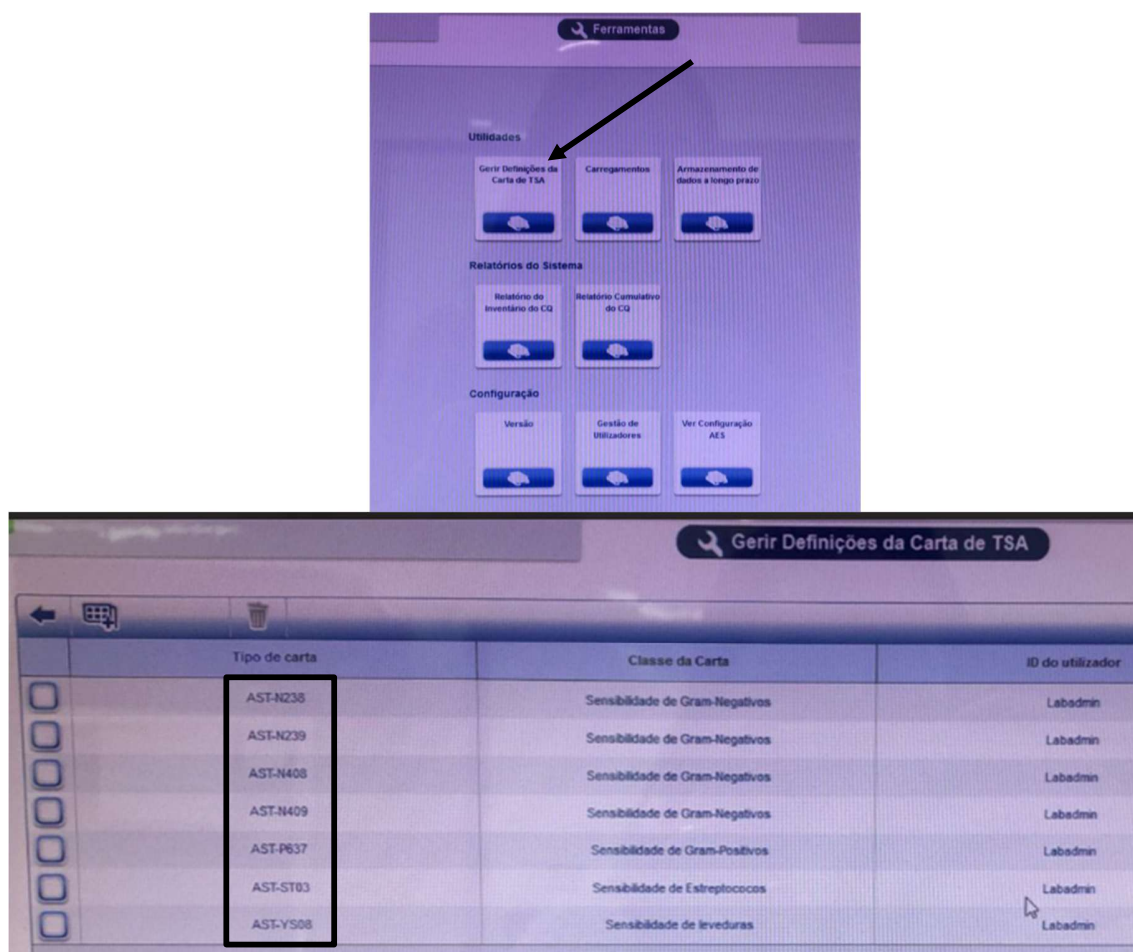 Ferramentas
Utilidades
Gerir Definições da Carregamentos Armazenamento de
Carta de TSA dados a longo prazo
Relatórios do Sistema
Relatório do Relatório Cumulativo
Inventário do CQ do CQ
Configuração
Versão Gestão de Ver Configuração
Utilizadores AES
Gerir Definições da Carta de TSA
Tipo de carta Classe da Carta ID do utilizador
AST-N238 Sensibilidade de Gram-Negativos Labadmin
AST-N239 Sensibilidade de Gram-Negativos Labadmin
AST-N408 Sensibilidade de Gram-Negativos Labadmin
AST-N409 Sensibilidade de Gram-Negativos Labadmin
AST-P637 Sensibilidade de Gram-Positivos Labadmin
AST-ST03 Sensibilidade de Estreptococos Labadmin
AST-YS08 Sensibilidade de leveduras Labadmin